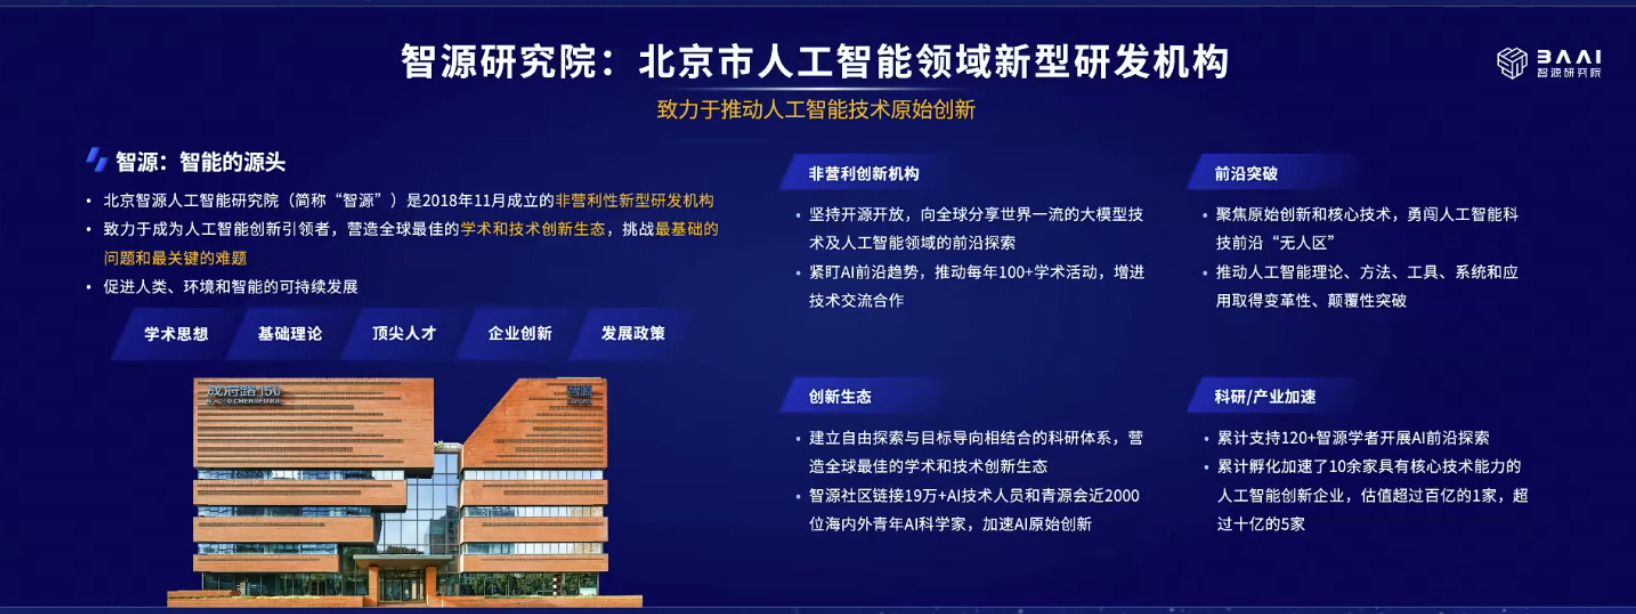 智源研究院：北京市人工智能领域新型研发机构
BAAI
智源研究院
致力于推动人工智能技术原始创新
智源：智能的源头
• 北京智源人工智能研究院（简称“智源”）是2018年11月成立的非营利性新型研发机构
• 致力于成为人工智能创新引领者，营造全球最佳的学术和技术创新生态，挑战最基础的
问题和最关键的难题
• 促进人类、环境和智能的可持续发展
学术思想 基础理论 顶尖人才 企业创新 发展政策
成府路150
智源
非营利创新机构
• 坚持开源开放，向全球分享世界一流的大模型技
术及人工智能领域的前沿探索
• 紧盯AI前沿趋势，推动每年100+学术活动，增进
技术交流合作
前沿突破
• 聚焦原始创新和核心技术，勇闯人工智能科
技前沿“无人区”
• 推动人工智能理论、方法、工具、系统和应
用取得变革性、颠覆性突破
创新生态
• 建立自由探索与目标导向相结合的科研体系，营
造全球最佳的学术和技术创新生态
• 智源社区链接19万+AI技术人员和青源会近2000
位海内外青年AI科学家，加速AI原始创新
科研/产业加速
• 累计支持120+智源学者开展AI前沿探索
• 累计孵化加速了10余家具有核心技术能力的
人工智能创新企业，估值超过百亿的1家，超
过十亿的5家